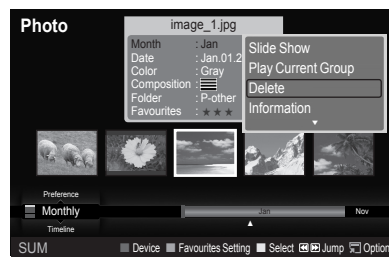 Photo
image_1.jpg
Month : Jan
Date : Jan.01.2
Color : Gray
Composition :
Folder : P-other
Favourites : ★ ★ ★
Slide Show
Play Current Group
Delete
Information
Preference
Monthly
Timeline
Jan
Nov
SUM
Device
Favourites Setting
Select
Jump
Option